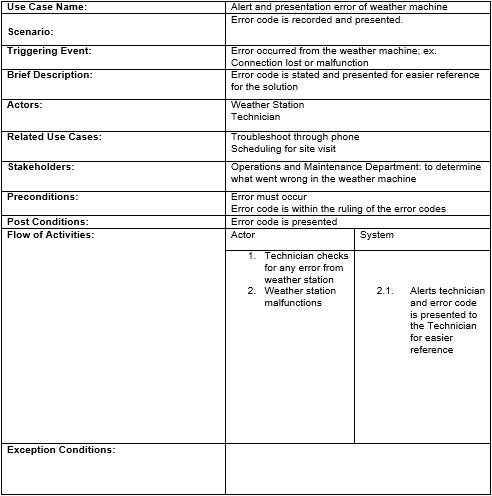 Use Case Name: Alert and presentation error of weather machine
Scenario: Error code is recorded and presented.
Triggering Event: Error occurred from the weather machine; ex.
Connection lost or malfunction
Brief Description: Error code is stated and presented for easier reference
for the solution
Actors: Weather Station
Technician
Related Use Cases: Troubleshoot through phone
Scheduling for site visit
Stakeholders: Operations and Maintenance Department: to determine
what went wrong in the weather machine
Preconditions: Error must occur
Error code is within the ruling of the error codes
Post Conditions: Error code is presented
Flow of Activities: Actor System
1. Technician checks
for any error from
weather station
2. Weather station
malfunctions
2.1. Alerts technician
and error code
is presented to
the Technician
for easier
reference
Exception Conditions: